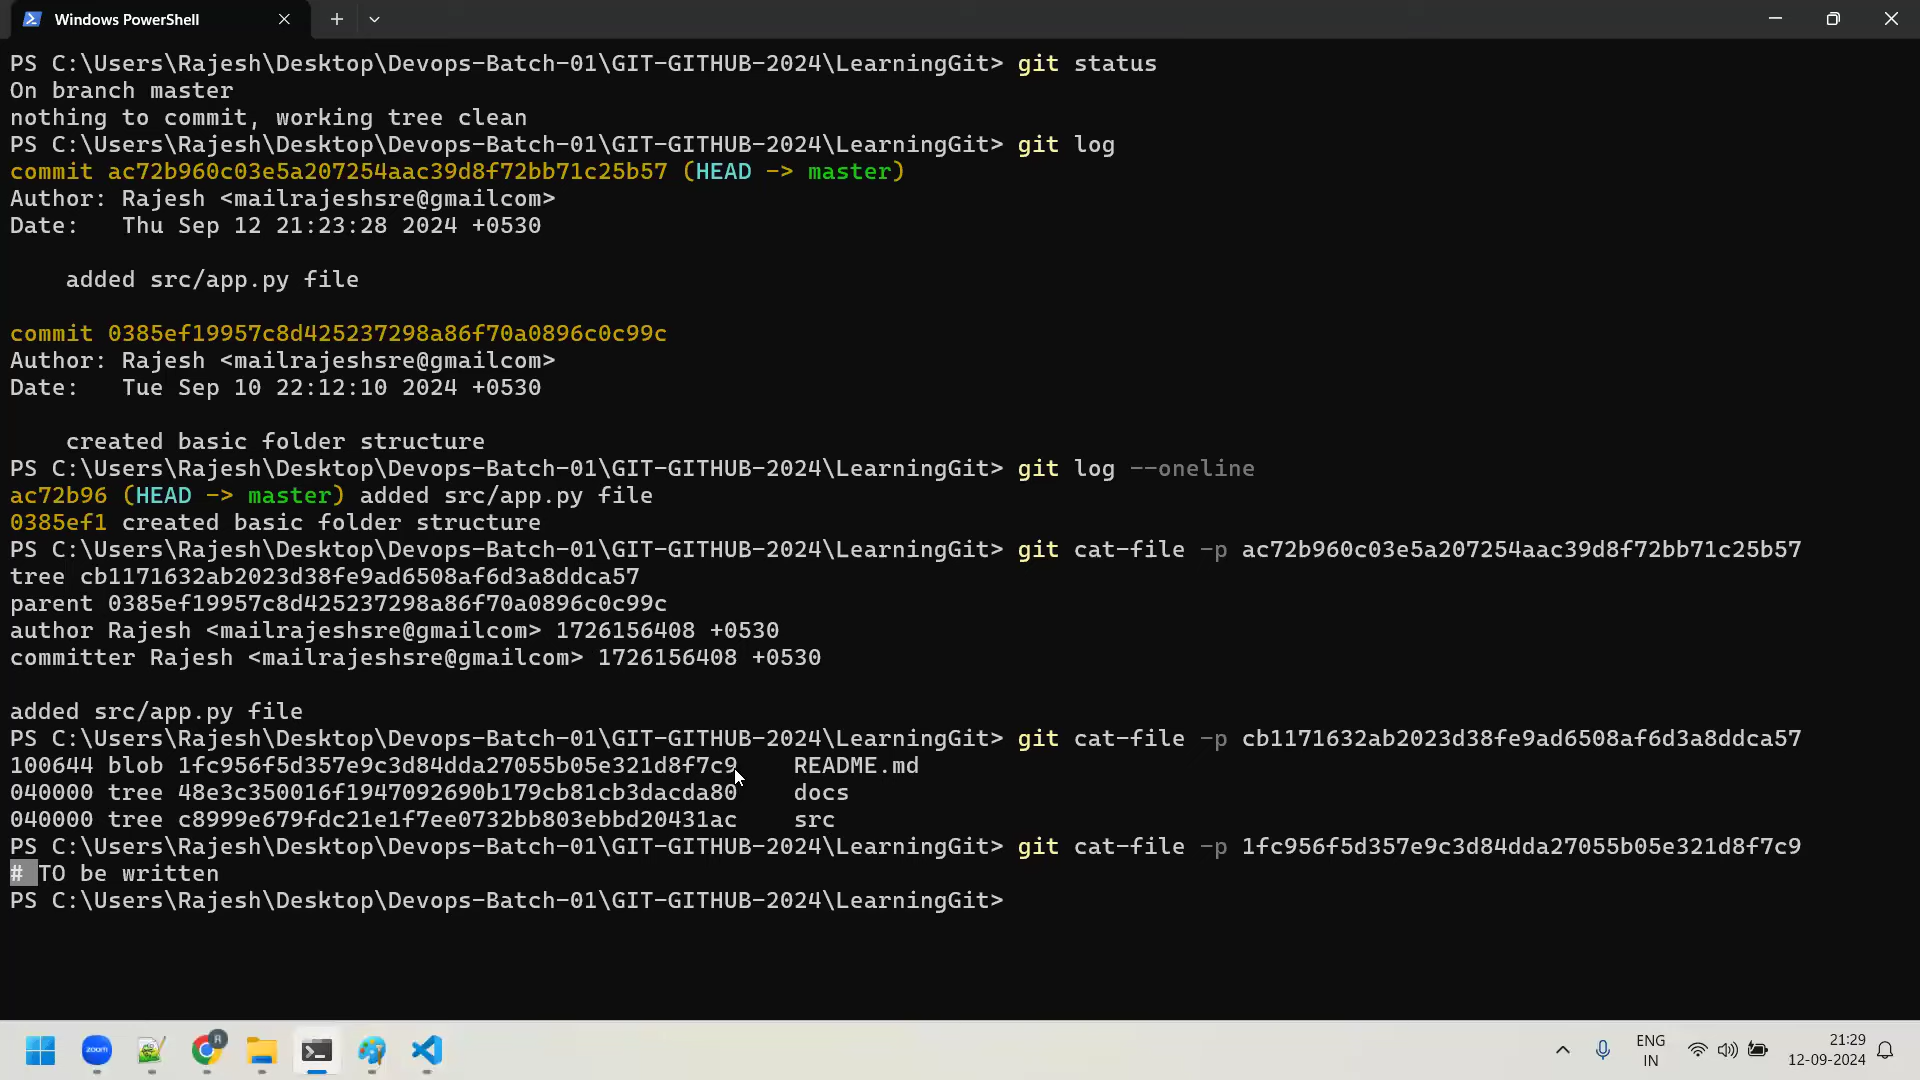 Windows PowerShell
PS C:\Users\Rajesh\Desktop\Devops-Batch-01\GIT-GITHUB-2024\LearningGit> git status
On branch master
nothing to commit, working tree clean
PS C:\Users\Rajesh\Desktop\Devops-Batch-01\GIT-GITHUB-2024\LearningGit> git log
commit ac72b960c03e5a207254aac39d8f72bb71c25b57 (HEAD -> master)
Author: Rajesh <mailrajeshsre@gmailcom>
Date:   Thu Sep 12 21:23:28 2024 +0530
    added src/app.py file
commit 0385ef19957c8d425237298a86f70a0896c0c99c
Author: Rajesh <mailrajeshsre@gmailcom>
Date:   Tue Sep 10 22:12:10 2024 +0530
    created basic folder structure
PS C:\Users\Rajesh\Desktop\Devops-Batch-01\GIT-GITHUB-2024\LearningGit> git log --oneline
ac72b96 (HEAD -> master) added src/app.py file
0385ef1 created basic folder structure
PS C:\Users\Rajesh\Desktop\Devops-Batch-01\GIT-GITHUB-2024\LearningGit> git cat-file -p ac72b960c03e5a207254aac39d8f72bb71c25b57
tree cb1171632ab2023d38fe9ad6508af6d3a8ddca57
parent 0385ef19957c8d425237298a86f70a0896c0c99c
author Rajesh <mailrajeshsre@gmailcom> 1726156408 +0530
committer Rajesh <mailrajeshsre@gmailcom> 1726156408 +0530
added src/app.py file
PS C:\Users\Rajesh\Desktop\Devops-Batch-01\GIT-GITHUB-2024\LearningGit> git cat-file -p cb1171632ab2023d38fe9ad6508af6d3a8ddca57
100644 blob 1fc956f5d357e9c3d84dda27055b05e321d8f7c9    README.md
040000 tree 48e3c350016f1947092690b179cb81cb3dacda80    docs
040000 tree c8999e679fdc21e1f7ee0732bb803ebbd20431ac    src
PS C:\Users\Rajesh\Desktop\Devops-Batch-01\GIT-GITHUB-2024\LearningGit> git cat-file -p 1fc956f5d357e9c3d84dda27055b05e321d8f7c9
# TO be written
PS C:\Users\Rajesh\Desktop\Devops-Batch-01\GIT-GITHUB-2024\LearningGit>
zoom
R
ENG
IN
21:29
12-09-2024